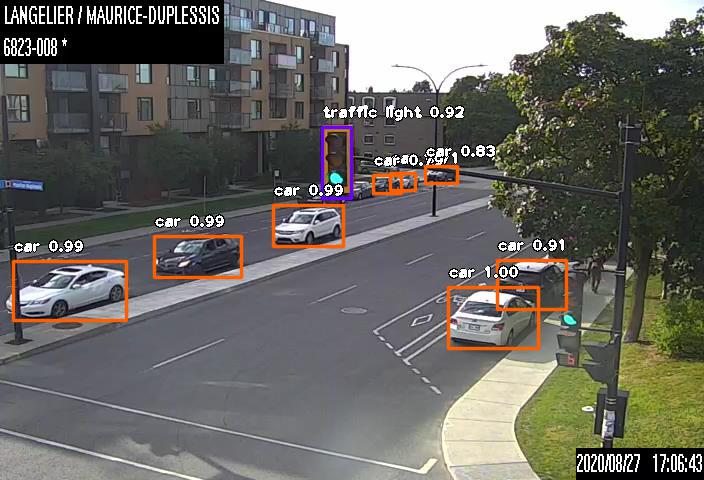 LANGELIER / MAURICE-DUPLESSIS
6823-008 *
traffic light 0.92
car 0.83
car 0.99
car 0.99
car 0.99
car 0.91
car 1.00
2020/08/27 17:06:43